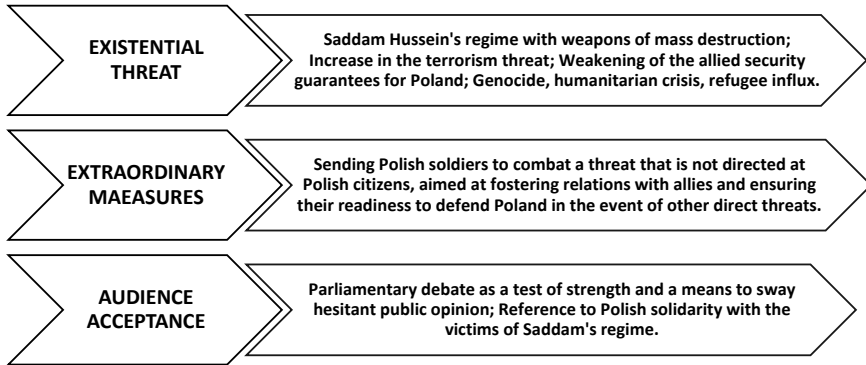 EXISTENTIAL
THREAT
Saddam Hussein's regime with weapons of mass destruction;
Increase in the terrorism threat; Weakening of the allied security
guarantees for Poland; Genocide, humanitarian crisis, refugee influx.
EXTRAORDINARY
MAEASURES
Sending Polish soldiers to combat a threat that is not directed at
Polish citizens, aimed at fostering relations with allies and ensuring
their readiness to defend Poland in the event of other direct threats.
AUDIENCE
ACCEPTANCE
Parliamentary debate as a test of strength and a means to sway
hesitant public opinion; Reference to Polish solidarity with the
victims of Saddam's regime.